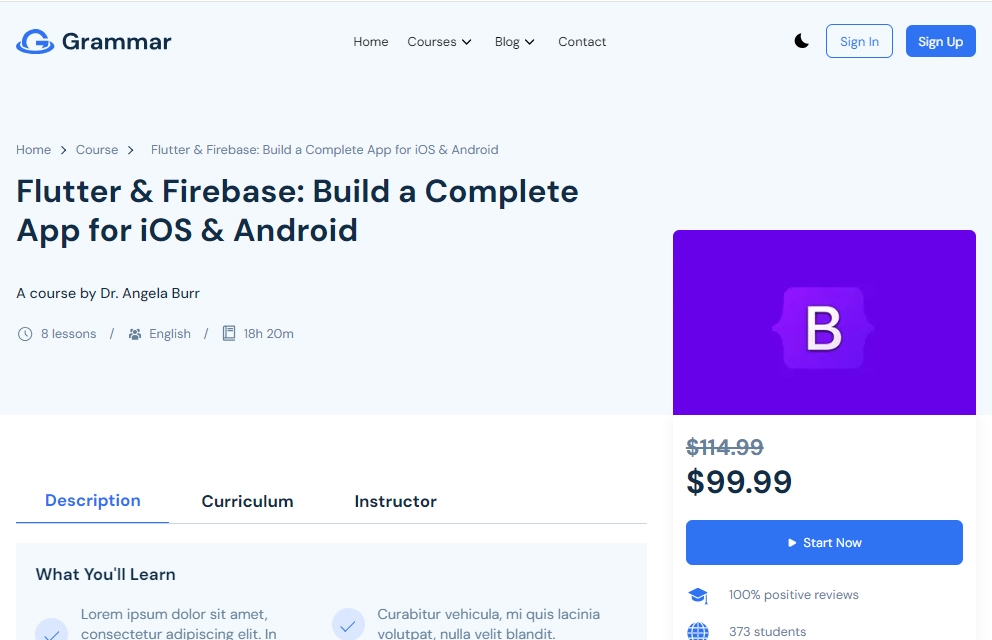 Grammar
Home Courses Blog Contact
Sign In Sign Up
Home Course Flutter & Firebase: Build a Complete App for iOS & Android
Flutter & Firebase: Build a Complete
App for iOS & Android
A course by Dr. Angela Burr
8 lessons / English / 18h 20m
B
$114.99
$99.99
Start Now
100% positive reviews
373 students
Description Curriculum Instructor
What You'll Learn
Lorem ipsum dolor sit amet,
consectetur adipiscing elit. In
Curabitur vehicula, mi quis lacinia
volutpat, nulla velit blandit.